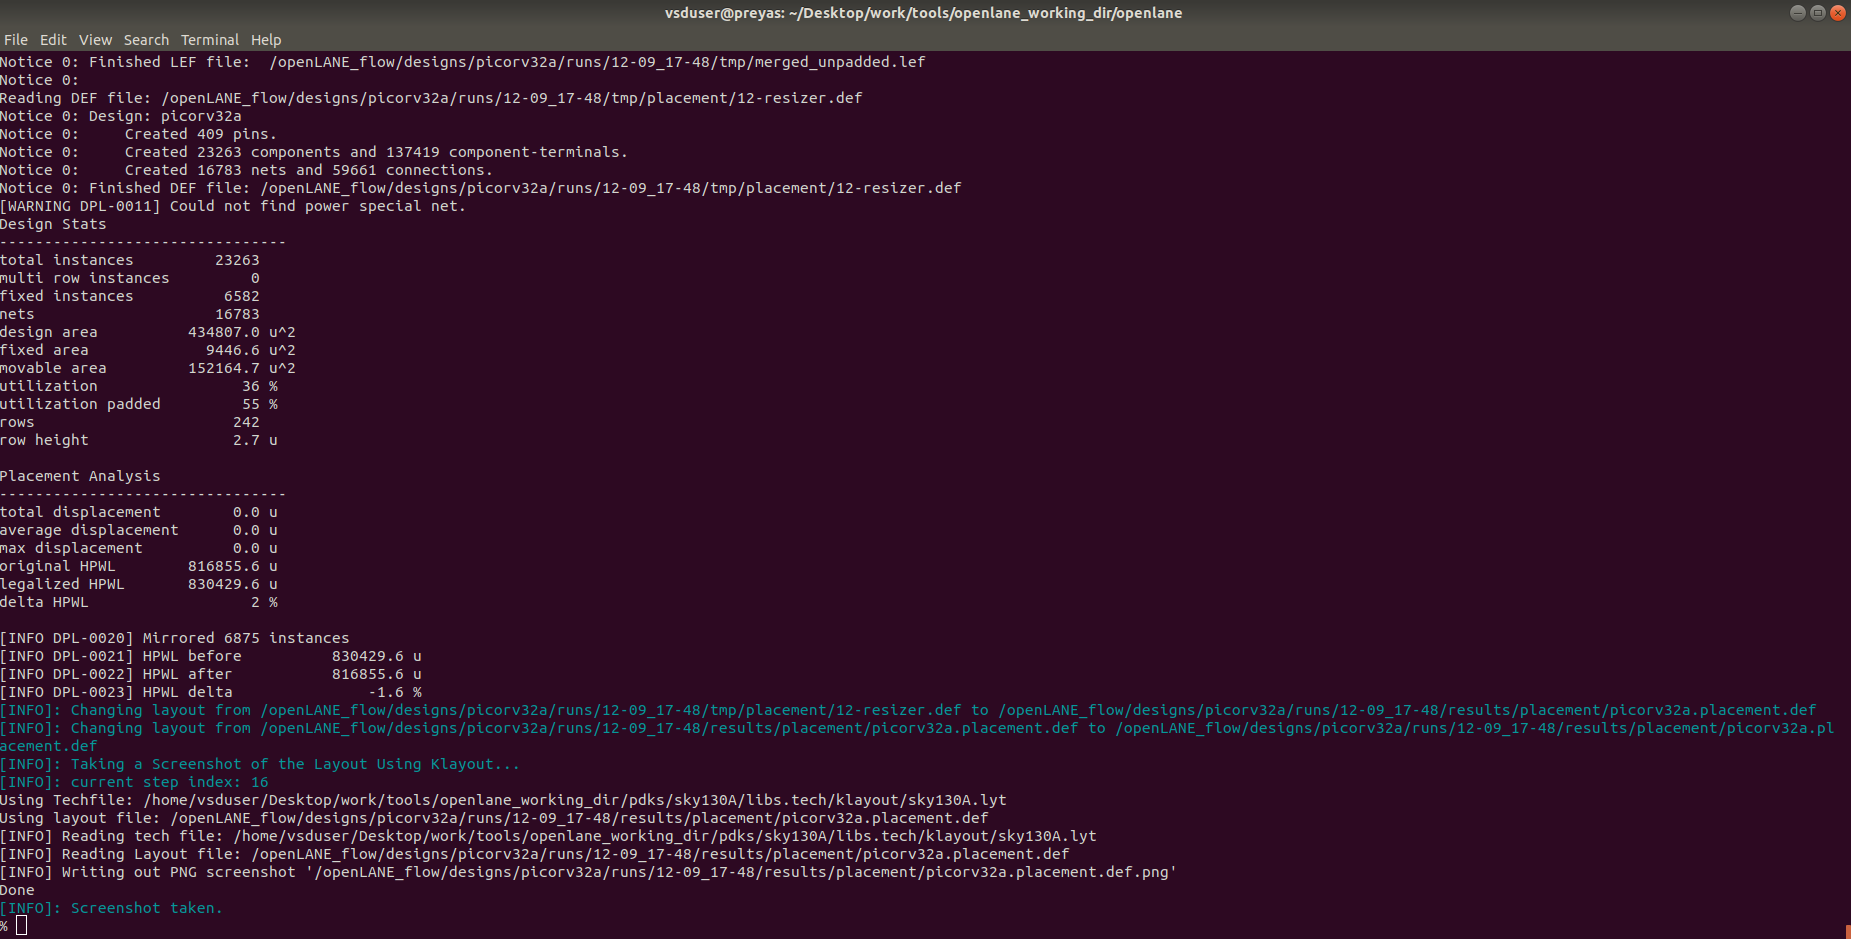 vsduser@preyas: ~/Desktop/work/tools/openlane_working_dir/openlane
File Edit View Search Terminal Help
Notice 0: Finished LEF file:  /openLANE_flow/designs/picorv32a/runs/12-09_17-48/tmp/merged_unpadded.lef
Notice 0:
Reading DEF file: /openLANE_flow/designs/picorv32a/runs/12-09_17-48/tmp/placement/12-resizer.def
Notice 0: Design: picorv32a
Notice 0:     Created 409 pins.
Notice 0:     Created 23263 components and 137419 component-terminals.
Notice 0:     Created 16783 nets and 59661 connections.
Notice 0: Finished DEF file: /openLANE_flow/designs/picorv32a/runs/12-09_17-48/tmp/placement/12-resizer.def
[WARNING DPL-0011] Could not find power special net.
Design Stats
--------------------------------
total instances         23263
multi row instances         0
fixed instances          6582
nets                    16783
design area          434807.0 u^2
fixed area             9446.6 u^2
movable area         152164.7 u^2
utilization                36 %
utilization padded         55 %
rows                      242
row height                2.7 u
Placement Analysis
--------------------------------
total displacement        0.0 u
average displacement      0.0 u
max displacement          0.0 u
original HPWL        816855.6 u
legalized HPWL       830429.6 u
delta HPWL                  2 %
[INFO DPL-0020] Mirrored 6875 instances
[INFO DPL-0021] HPWL before          830429.6 u
[INFO DPL-0022] HPWL after           816855.6 u
[INFO DPL-0023] HPWL delta               -1.6 %
[INFO]: Changing layout from /openLANE_flow/designs/picorv32a/runs/12-09_17-48/tmp/placement/12-resizer.def to /openLANE_flow/designs/picorv32a/runs/12-09_17-48/results/placement/picorv32a.placement.def
[INFO]: Changing layout from /openLANE_flow/designs/picorv32a/runs/12-09_17-48/results/placement/picorv32a.placement.def to /openLANE_flow/designs/picorv32a/runs/12-09_17-48/results/placement/picorv32a.pl
acement.def
[INFO]: Taking a Screenshot of the Layout Using Klayout...
[INFO]: current step index: 16
Using Techfile: /home/vsduser/Desktop/work/tools/openlane_working_dir/pdks/sky130A/libs.tech/klayout/sky130A.lyt
Using layout file: /openLANE_flow/designs/picorv32a/runs/12-09_17-48/results/placement/picorv32a.placement.def
[INFO] Reading tech file: /home/vsduser/Desktop/work/tools/openlane_working_dir/pdks/sky130A/libs.tech/klayout/sky130A.lyt
[INFO] Reading Layout file: /openLANE_flow/designs/picorv32a/runs/12-09_17-48/results/placement/picorv32a.placement.def
[INFO] Writing out PNG screenshot '/openLANE_flow/designs/picorv32a/runs/12-09_17-48/results/placement/picorv32a.placement.def.png'
Done
[INFO]: Screenshot taken.
%